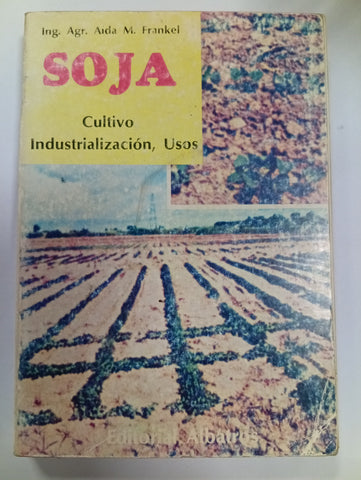 Ing. Agr. Aida M. Frankel
SOJA
Cultivo
Industrialización, Usos
Editorial Albatros